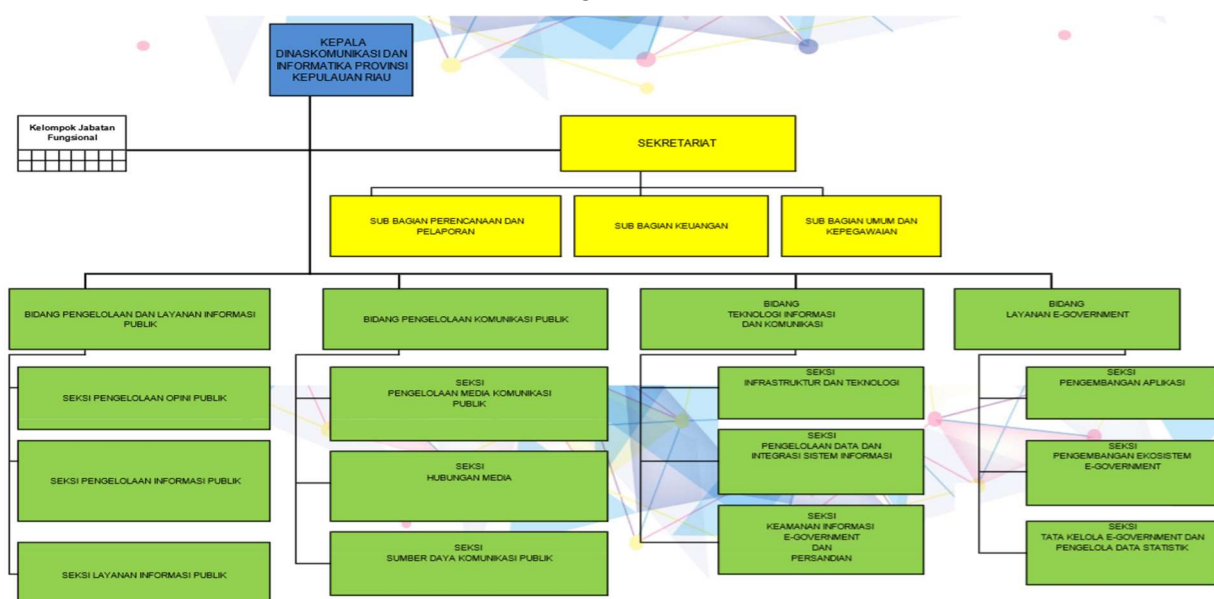 KEPALA
DINASKOMUNIKASI DAN
INFORMATIKA PROVINSI
KEPULAUAN RIAU
Kelompok Jabatan
Fungsional
SEKRETARIAT
SUB BAGIAN PERENCANAAN DAN
PELAPORAN
SUB BAGIAN KEUANGAN
SUB BAGIAN UMUM DAN
KEPEGAWAIAN
BIDANG PENGELOLAAN DAN LAYANAN INFORMASI
PUBLIK
BIDANG PENGELOLAAN KOMUNIKASI PUBLIK
BIDANG
TEKNOLOGI INFORMASI
DAN KOMUNIKASI
BIDANG
LAYANAN E-GOVERNMENT
SEKSI PENGELOLAAN OPINI PUBLIK
SEKSI PENGELOLAAN INFORMASI PUBLIK
SEKSI LAYANAN INFORMASI PUBLIK
SEKSI
PENGELOLAAN MEDIA KOMUNIKASI
PUBLIK
SEKSI
HUBUNGAN MEDIA
SEKSI
SUMBER DAYA KOMUNIKASI PUBLIK
SEKSI
INFRASTRUKTUR DAN TEKNOLOGI
SEKSI
PENGELOLAAN DATA DAN
INTEGRASI SISTEM INFORMASI
SEKSI
KEAMANAN INFORMASI
E-GOVERNMENT
DAN
PERSANDIAN
SEKSI
PENGEMBANGAN APLIKASI
SEKSI
PENGEMBANGAN EKOSISTEM
E-GOVERNMENT
SEKSI
TATA KELOLA E-GOVERNMENT DAN
PENGELOLA DATA STATISTIK